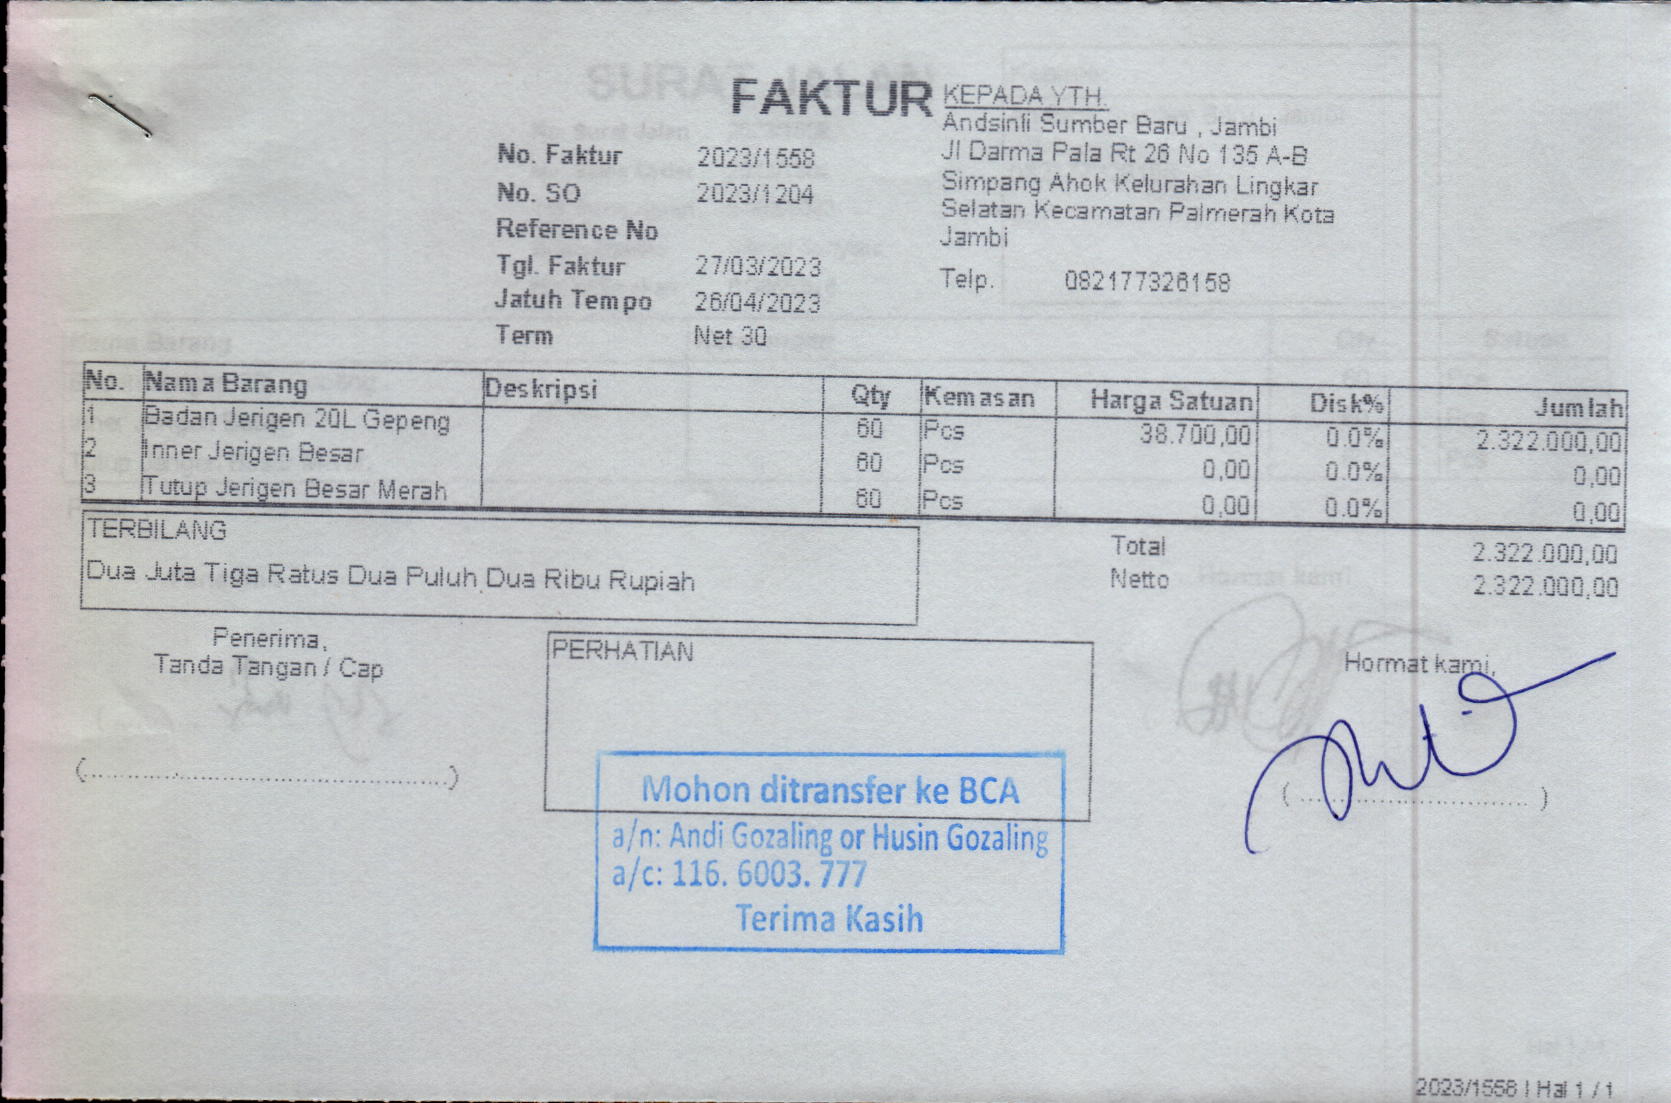 FAKTUR
No. Faktur 2023/1558
No. SO 2023/1204
Reference No
Tgl. Faktur 27/03/2023
Jatuh Tempo 26/04/2023
Term Net 30
KEPADA YTH.
Andsinli Sumber Baru , Jambi
Jl Darma Pala Rt 26 No 135 A-B
Simpang Ahok Kelurahan Lingkar
Selatan Kecamatan Palmerah Kota
Jambi
Telp. 082177326158
No. Nama Barang Deskripsi Qty Kemasan Harga Satuan Disk% Jumlah
1 Badan Jerigen 20L Gepeng 60 Pcs 38.700,00 0.0% 2.322.000,00
2 Inner Jerigen Besar 60 Pcs 0,00 0.0% 0,00
3 Tutup Jerigen Besar Merah 60 Pcs 0,00 0.0% 0,00
TERBILANG
Dua Juta Tiga Ratus Dua Puluh Dua Ribu Rupiah
Total 2.322.000,00
Netto 2.322.000,00
Penerima,
Tanda Tangan / Cap
(....................................................)
PERHATIAN
Mohon ditransfer ke BCA
a/n: Andi Gozaling or Husin Gozaling
a/c: 116. 6003. 777
Terima Kasih
Hormat kami,
(....................................)
2023/1558 | Hal 1 / 1